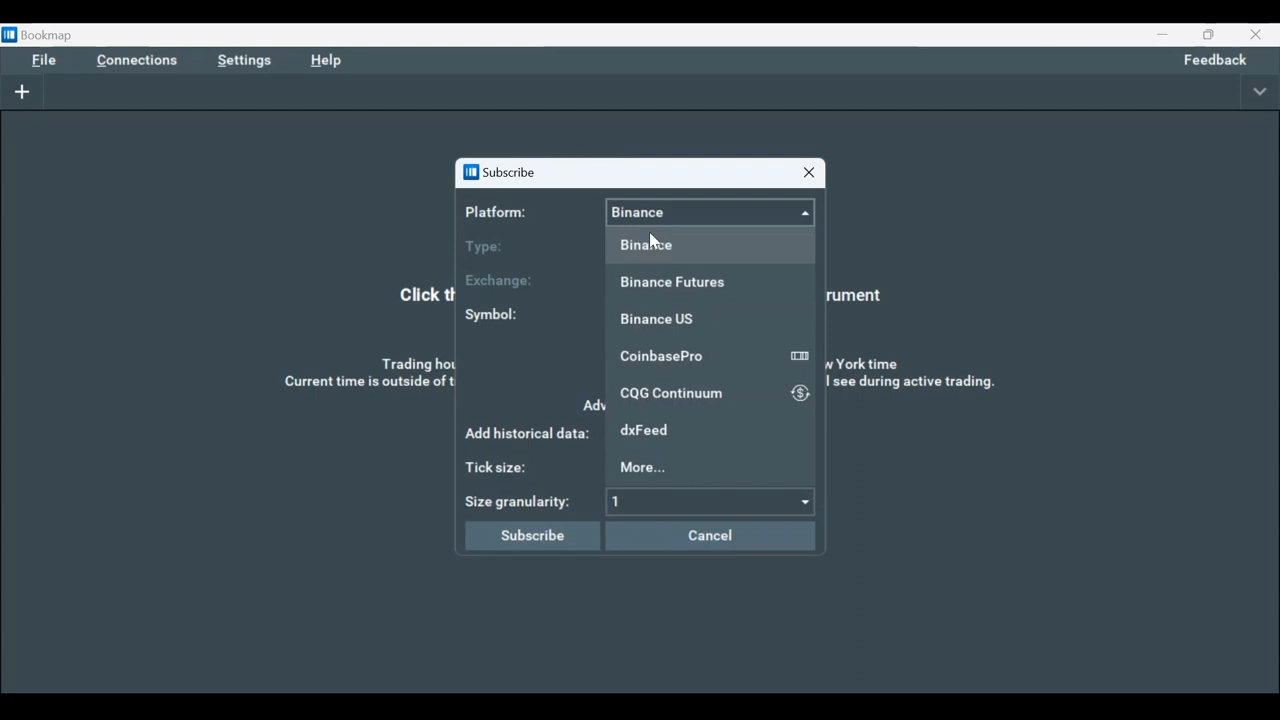 Bookmap
File Connections Settings Help Feedback
+
Subscribe
Platform: Binance
Type: Binance
Exchange: Binance Futures
Click th rument
Symbol: Binance US
Trading hou CoinbasePro w York time
Current time is outside of t l see during active trading.
CQG Continuum
Adv
Add historical data: dxFeed
Tick size: More...
Size granularity: 1
Subscribe Cancel